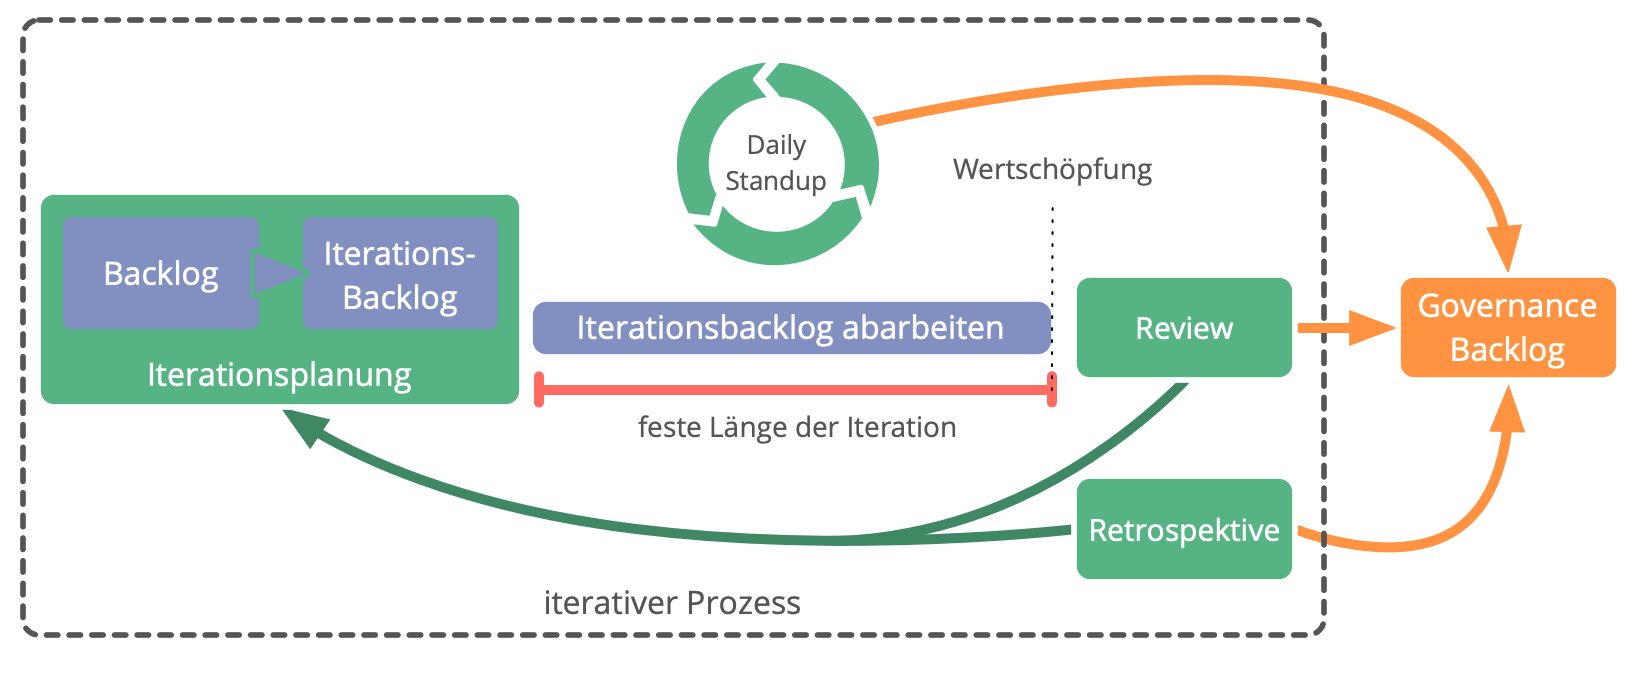 Daily
Standup
Wertschöpfung
Backlog
Iterations-
Backlog
Iterationsplanung
Iterationsbacklog abarbeiten
feste Länge der Iteration
Review
Governance
Backlog
Retrospektive
iterativer Prozess